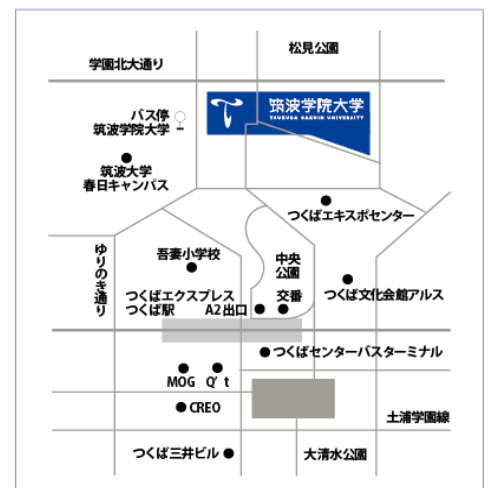 松見公園
学園北大通り
筑波学院大学
TSUKUBA GAKUIN UNIVERSITY
バス停
筑波学院大学
筑波大学
春日キャンパス
つくばエキスポセンター
ゆりのき通り
吾妻小学校
中央
公園
つくば文化会館アルス
つくばエクスプレス
つくば駅
A2出口
交番
つくばセンターバスターミナル
MOG
Q't
CREO
土浦学園線
つくば三井ビル
大清水公園